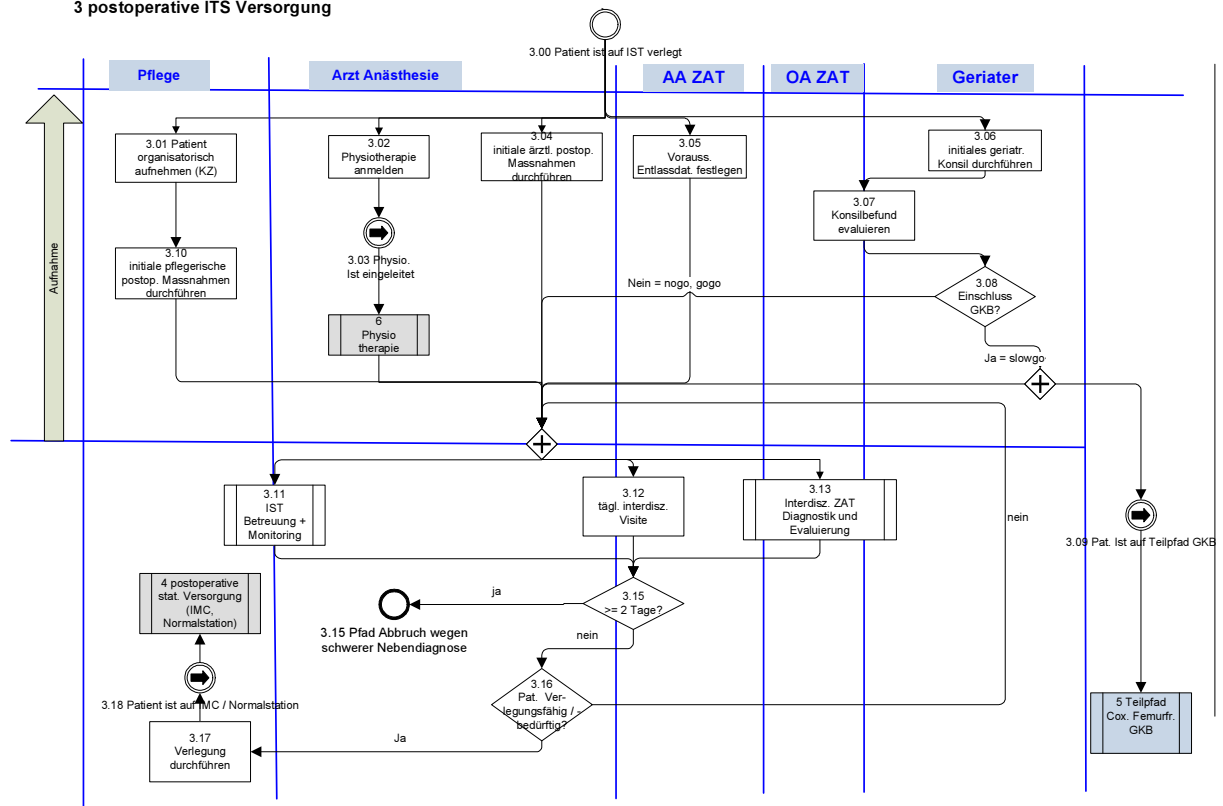 3 postoperative ITS Versorgung
3.00 Patient ist auf IST verlegt
Pflege
Arzt Anästhesie
AA ZAT
OA ZAT
Geriater
Aufnahme
3.01 Patient
organisatorisch
aufnehmen (KZ)
3.02
Physiotherapie
anmelden
3.04
initiale ärztl. postop.
Massnahmen
durchführen
3.05
Vorauss.
Entlassdat. festlegen
3.06
initiales geriatr.
Konsil durchführen
3.07
Konsilbefund
evaluieren
3.10
initiale pflegerische
postop. Massnahmen
durchführen
3.03 Physio.
Ist eingeleitet
6
Physio
therapie
Nein = nogo, gogo
3.08
Einschluss
GKB?
Ja = slowgo
3.11
IST
Betreuung +
Monitoring
3.12
tägl. interdisz.
Visite
3.13
Interdisz. ZAT
Diagnostik und
Evaluierung
nein
3.09 Pat. Ist auf Teilpfad GKB
4 postoperative
stat. Versorgung
(IMC,
Normalstation)
ja
3.15
>= 2 Tage?
3.15 Pfad Abbruch wegen
schwerer Nebendiagnose
nein
3.16
Pat. Ver-
legungsfähig / -
bedürftig?
3.18 Patient ist auf IMC / Normalstation
5 Teilpfad
Cox. Femurfr.
GKB
3.17
Verlegung
durchführen
Ja